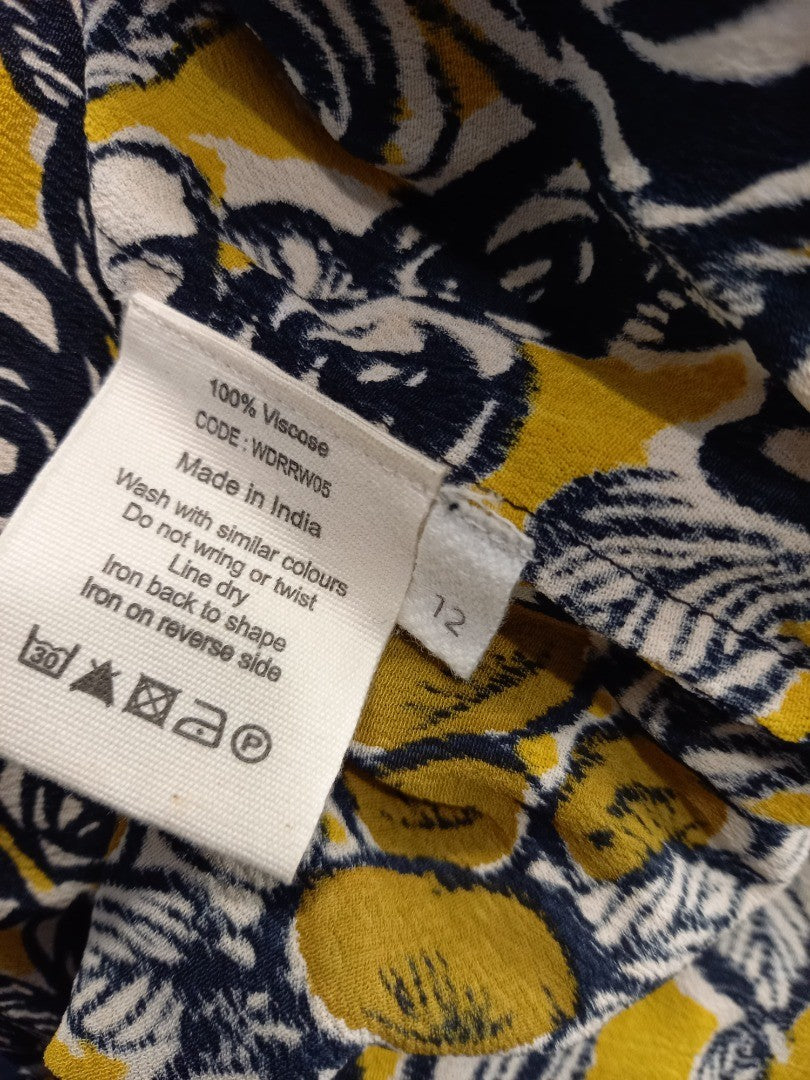 100% Viscose
CODE : WDRRW05
Made in India
Wash with similar colours
Do not wring or twist
Line dry
Iron back to shape
Iron on reverse side
30
P
12